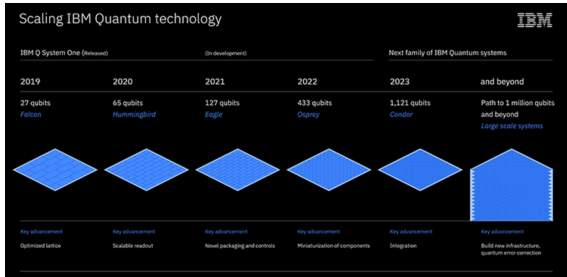 Scaling IBM Quantum technology
IBM
IBM Q System One (Released)
(In development)
Next family of IBM Quantum systems
2019
2020
2021
2022
2023
and beyond
27 qubits
65 qubits
127 qubits
433 qubits
1,121 qubits
Path to 1 million qubits
and beyond
Falcon
Hummingbird
Eagle
Osprey
Condor
Large scale systems
Key advancement
Key advancement
Key advancement
Key advancement
Key advancement
Key advancement
Optimized lattice
Scalable readout
Novel packaging and controls
Miniaturization of components
Integration
Build new infrastructure,
quantum error correction